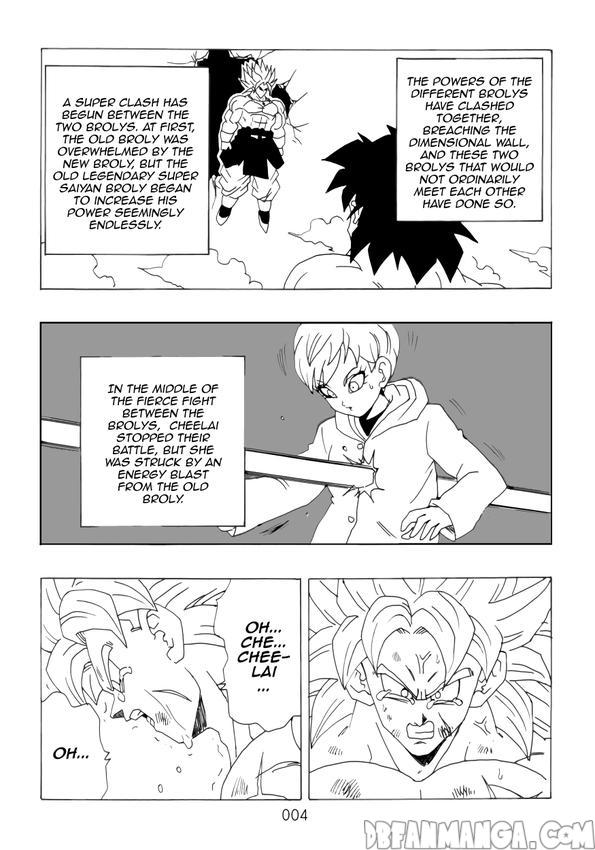 A SUPER CLASH HAS
BEGUN BETWEEN THE
TWO BROLYS. AT FIRST,
THE OLD BROLY WAS
OVERWHELMED BY THE
NEW BROLY, BUT THE
OLD LEGENDARY SUPER
SAIYAN BROLY BEGAN
TO INCREASE HIS
POWER SEEMINGLY
ENDLESSLY.
THE POWERS OF THE
DIFFERENT BROLYS
HAVE CLASHED
TOGETHER,
BREACHING THE
DIMENSIONAL WALL,
AND THESE TWO
BROLYS THAT WOULD
NOT ORDINARILY
MEET EACH OTHER
HAVE DONE SO.
IN THE MIDDLE OF
THE FIERCE FIGHT
BETWEEN THE
BROLYS, CHEELAI
STOPPED THEIR
BATTLE, BUT SHE
WAS STRUCK BY AN
ENERGY BLAST
FROM THE OLD
BROLY.
OH...
CHE...
CHEE-
LAI
...
OH...
004
DBFANMANGA.COM